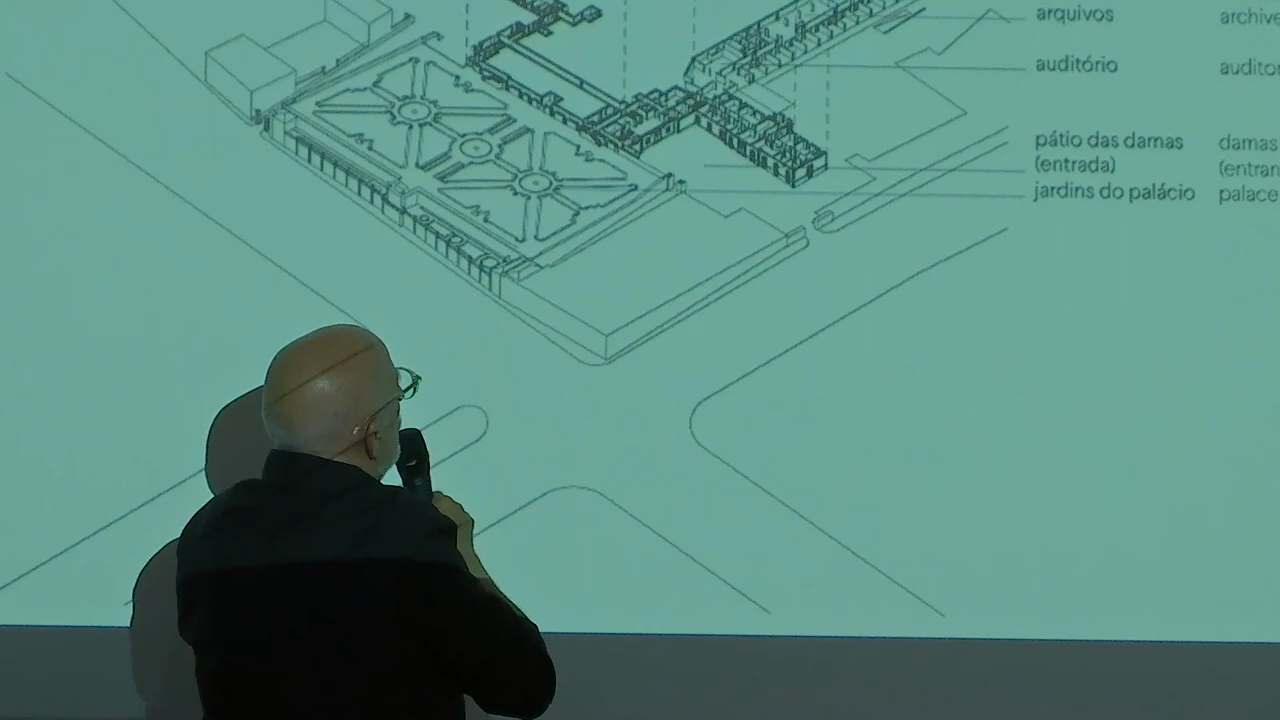 arquivos archive
auditório auditor
pátio das damas damas
(entrada) (entran
jardins do palácio palace